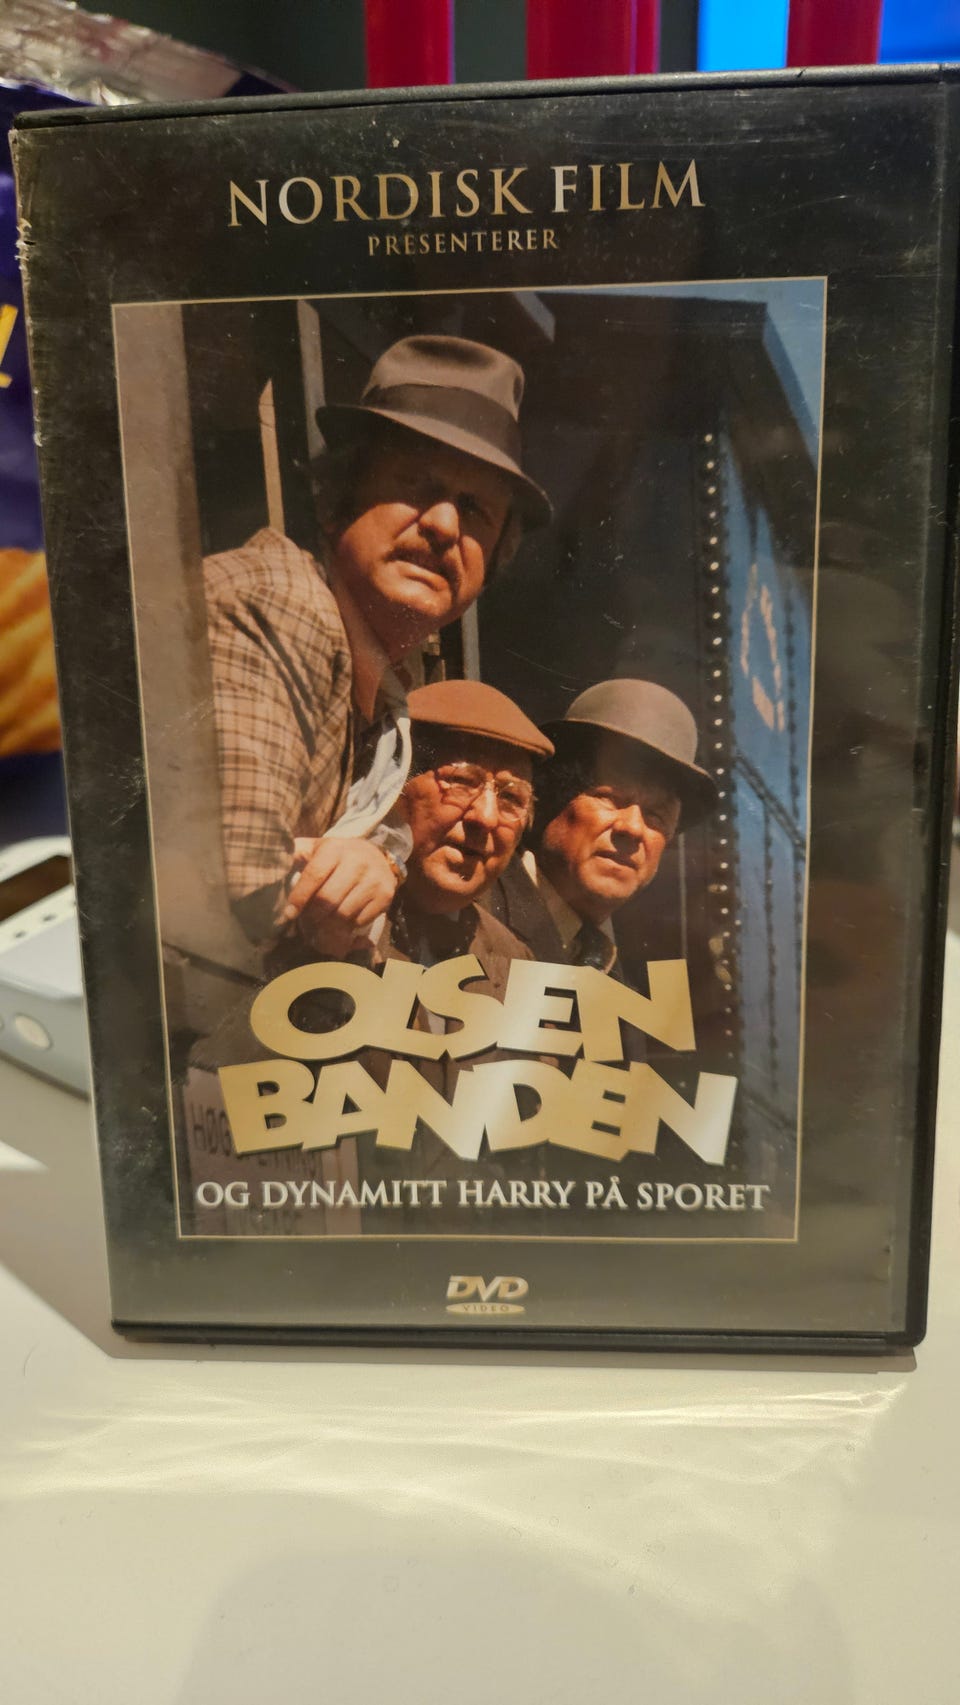 NORDISK FILM
PRESENTERER
OLSEN
BANDEN
OG DYNAMITT HARRY PÅ SPORET
DVD
VIDEO